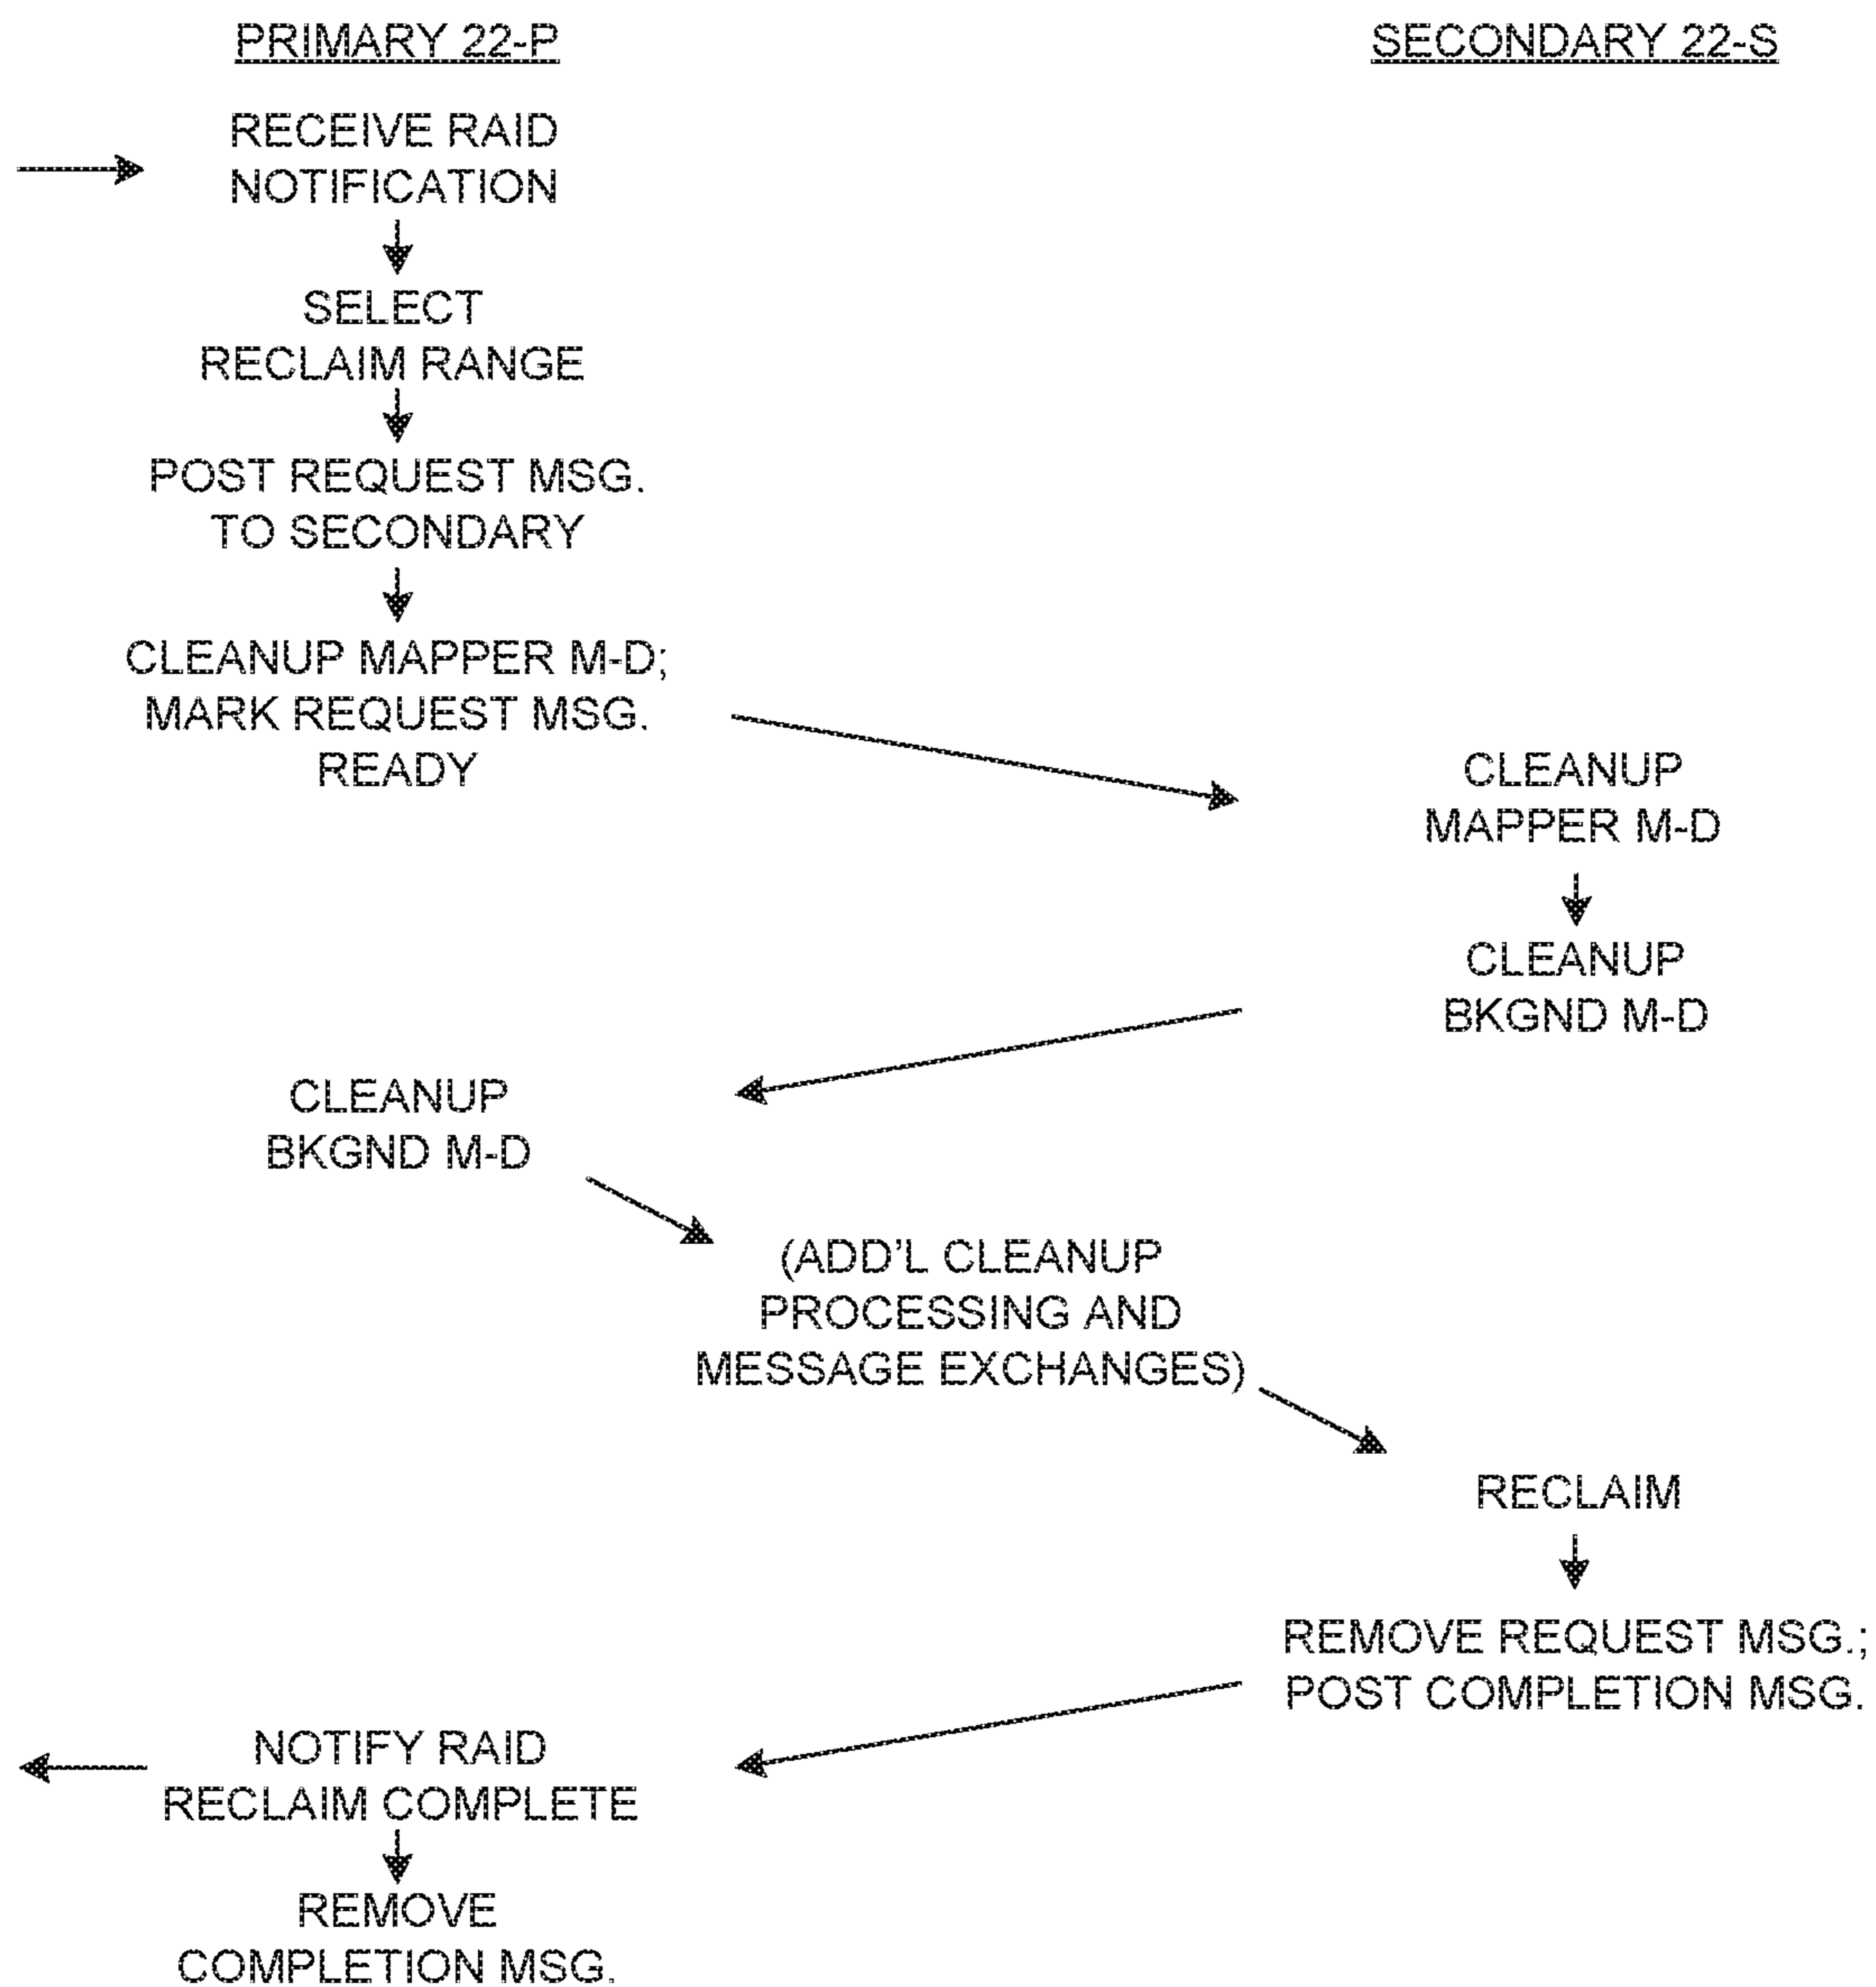 PRIMARY 22-P
SECONDARY 22-S
RECEIVE RAID
NOTIFICATION
SELECT
RECLAIM RANGE
POST REQUEST MSG.
TO SECONDARY
CLEANUP MAPPER M-D;
MARK REQUEST MSG.
READY
CLEANUP
MAPPER M-D
CLEANUP
BKGND M-D
CLEANUP
BKGND M-D
(ADD'L CLEANUP
PROCESSING AND
MESSAGE EXCHANGES)
RECLAIM
REMOVE REQUEST MSG.;
POST COMPLETION MSG.
NOTIFY RAID
RECLAIM COMPLETE
REMOVE
COMPLETION MSG.